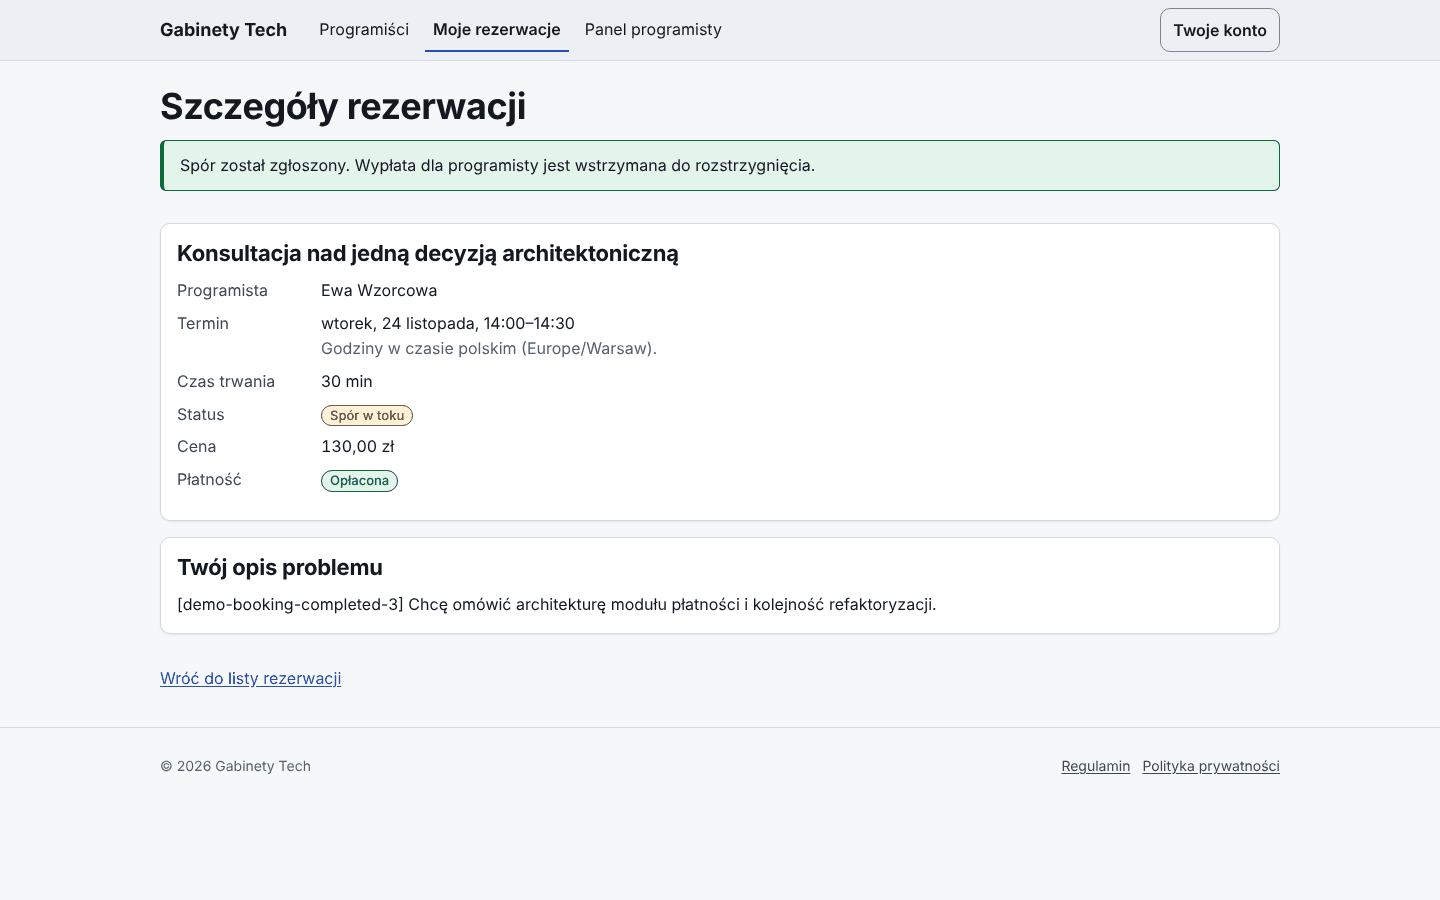 Gabinety Tech
Programiści
Moje rezerwacje
Panel programisty
Twoje konto
Szczegóły rezerwacji
Spór został zgłoszony. Wypłata dla programisty jest wstrzymana do rozstrzygnięcia.
Konsultacja nad jedną decyzją architektoniczną
Programista Ewa Wzorcowa
Termin wtorek, 24 listopada, 14:00–14:30
Godziny w czasie polskim (Europe/Warsaw).
Czas trwania 30 min
Status Spór w toku
Cena 130,00 zł
Płatność Opłacona
Twój opis problemu
[demo-booking-completed-3] Chcę omówić architekturę modułu płatności i kolejność refaktoryzacji.
Wróć do listy rezerwacji
© 2026 Gabinety Tech
Regulamin Polityka prywatności